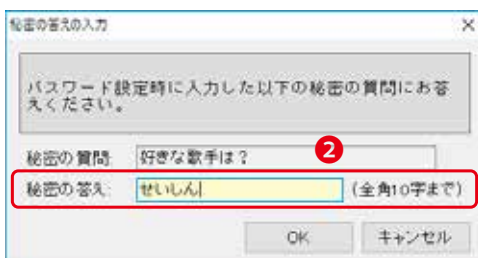 秘密の答えの入力
パスワード設定時に入力した以下の秘密の質問にお答
えください。
秘密の質問 好きな歌手は？ 2
秘密の答え せいしん (全角10字まで)
OK キャンセル